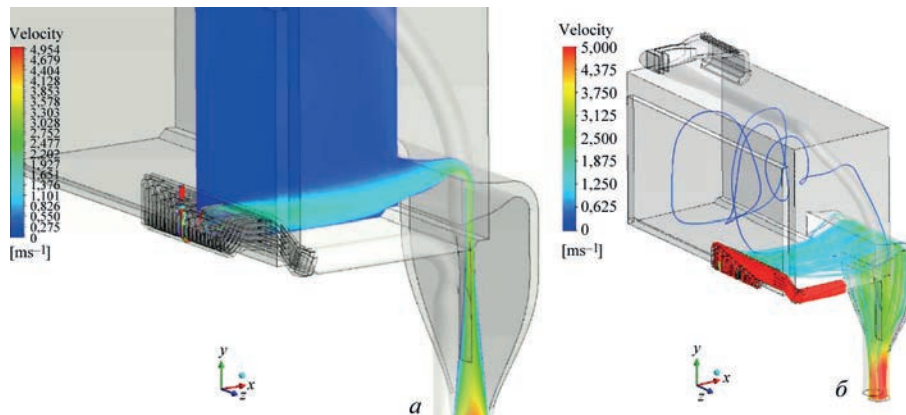 Velocity
4,954
4,679
4,404
4,128
3,853
3,578
3,303
3,028
2,752
2,477
2,202
1,927
1,651
1,376
1,101
0,826
0,550
0,275
0
[ms⁻¹]
y
x
z
а
Velocity
5,000
4,375
3,750
3,125
2,500
1,875
1,250
0,625
0
[ms⁻¹]
y
x
z
б